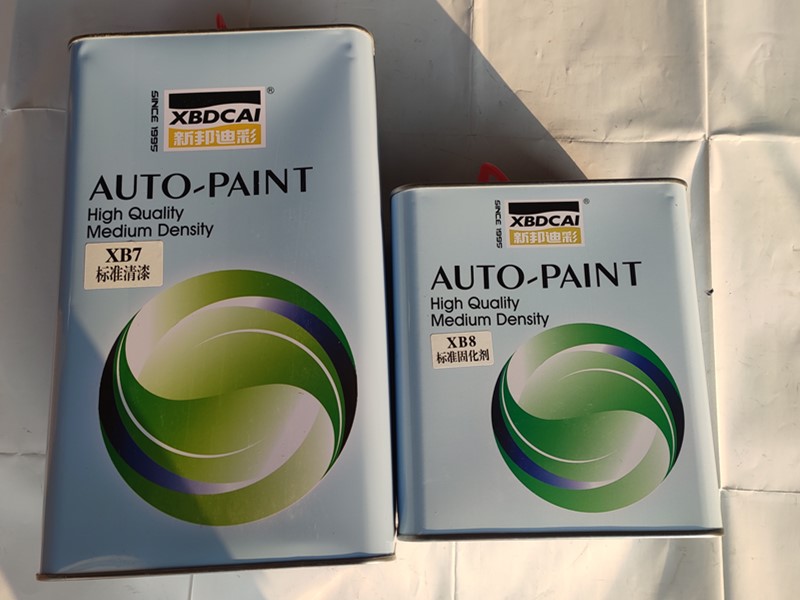 SINCE 1995
XBDCAI®
新邦迪彩
AUTO-PAINT
High Quality
Medium Density
XB7
标准清漆
SINCE 1995
XBDCAI®
新邦迪彩
AUTO-PAINT
High Quality
Medium Density
XB8
标准固化剂